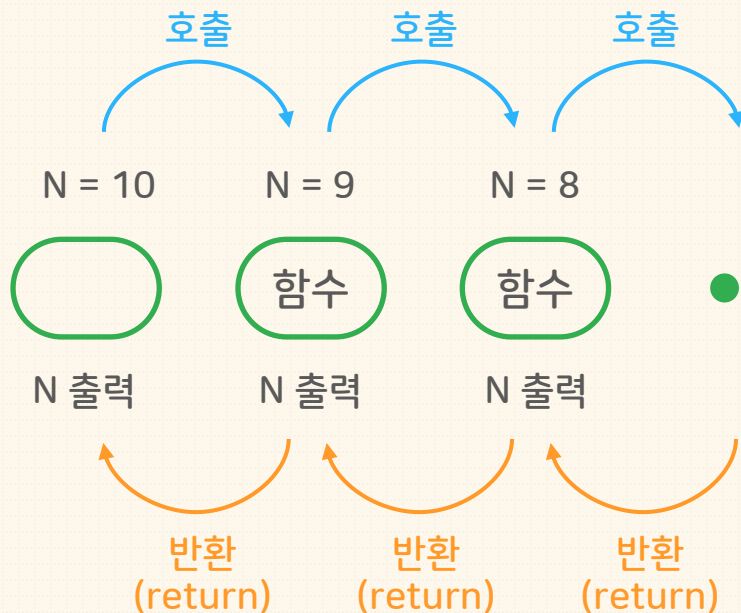 호출 호출 호출
N = 10 N = 9 N = 8
함수 함수
N 출력 N 출력 N 출력
반환 반환 반환
(return) (return) (return)